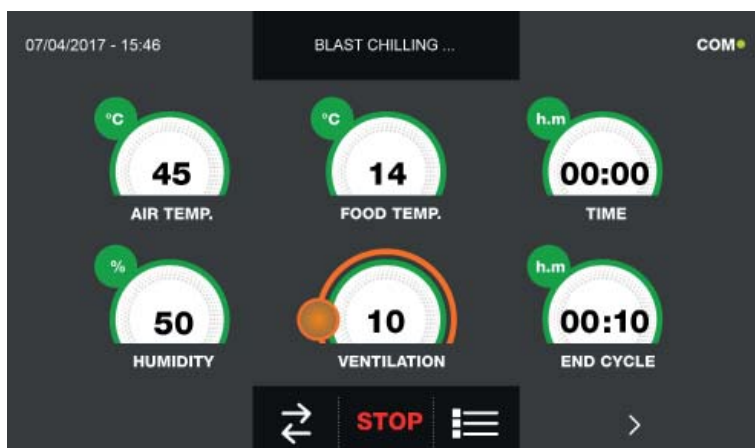 07/04/2017 - 15:46
BLAST CHILLING ...
COM
°C
°C
h.m
45
14
00:00
AIR TEMP.
FOOD TEMP.
TIME
%
h.m
50
10
00:10
HUMIDITY
VENTILATION
END CYCLE
STOP